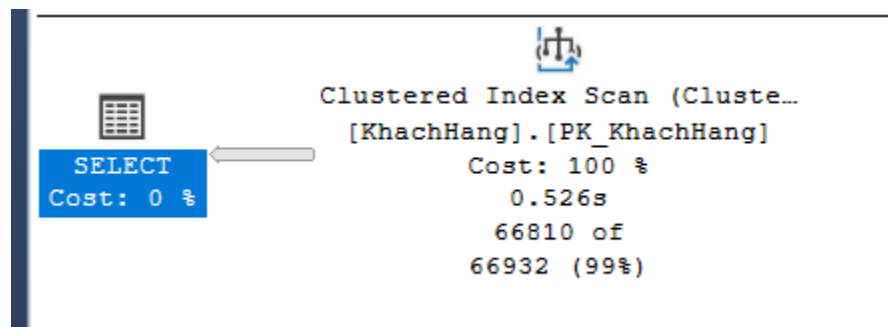 Clustered Index Scan (Cluste…
[KhachHang].[PK_KhachHang]
Cost: 100 %
0.526s
66810 of
66932 (99%)
SELECT
Cost: 0 %